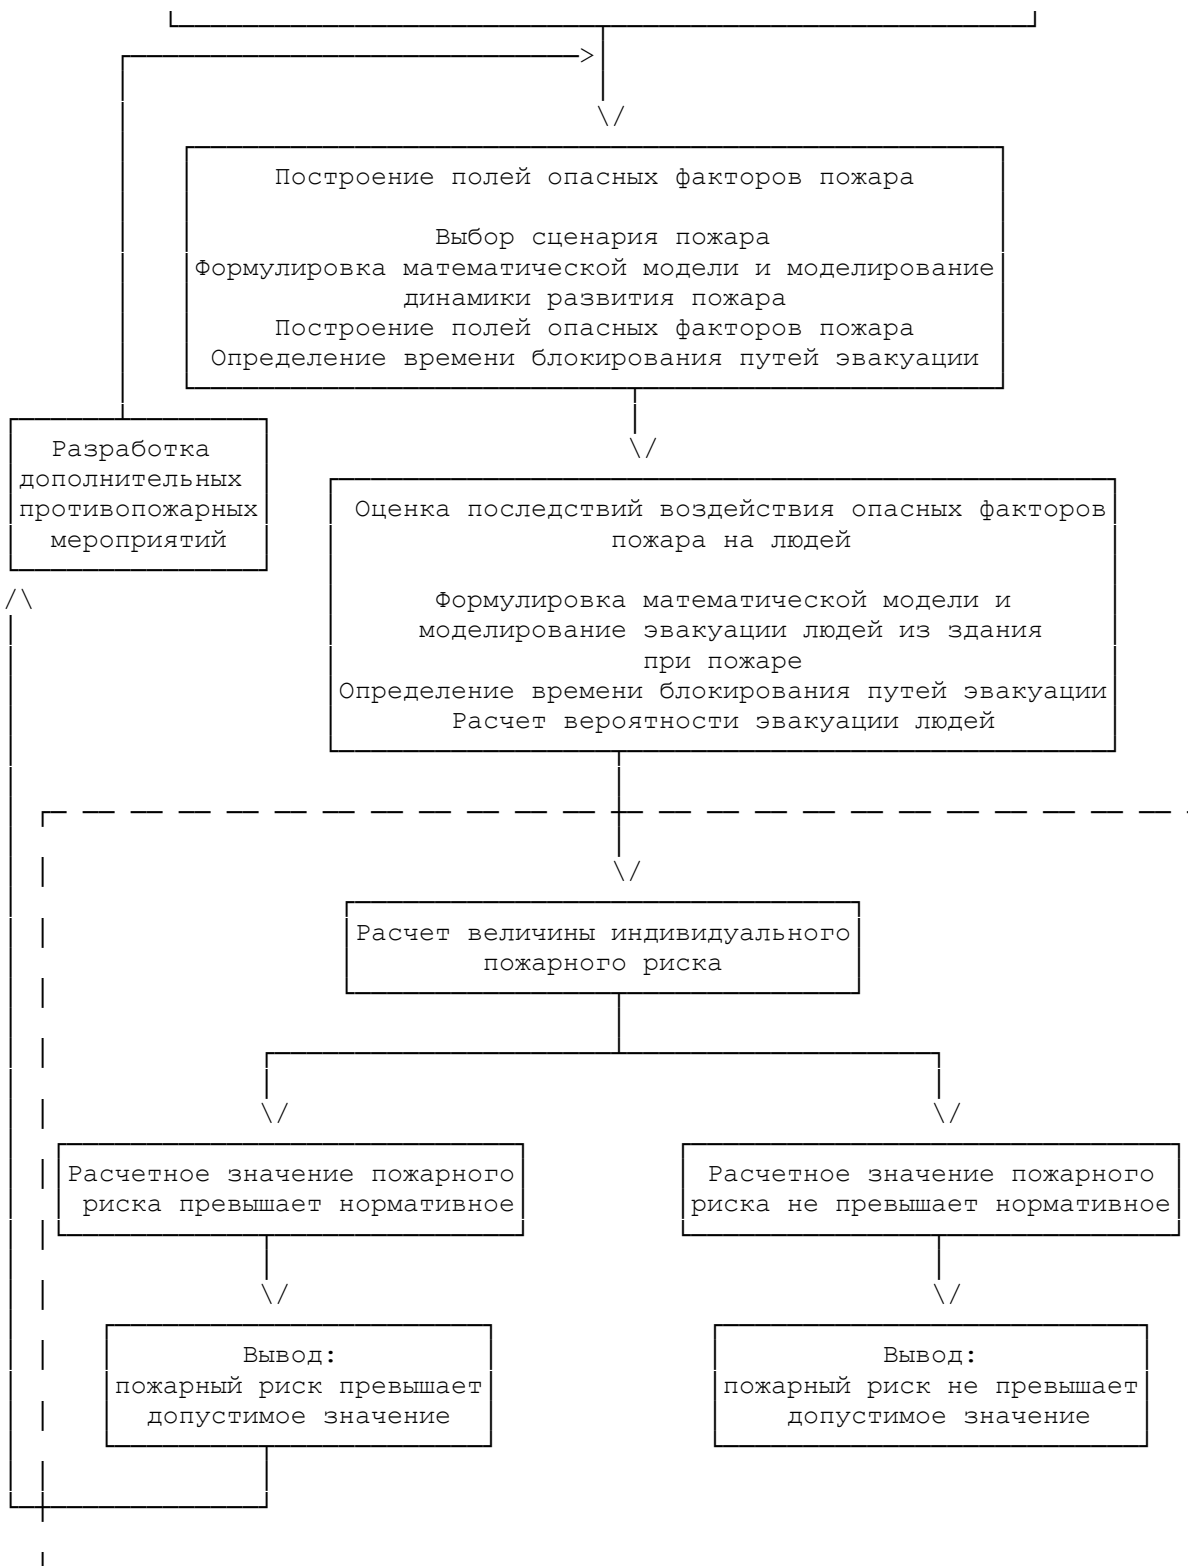 Построение полей опасных факторов пожара
Выбор сценария пожара
Формулировка математической модели и моделирование
динамики развития пожара
Построение полей опасных факторов пожара
Определение времени блокирования путей эвакуации
Разработка
дополнительных
противопожарных
мероприятий
Оценка последствий воздействия опасных факторов
пожара на людей
Формулировка математической модели и
моделирование эвакуации людей из здания
при пожаре
Определение времени блокирования путей эвакуации
Расчет вероятности эвакуации людей
Расчет величины индивидуального
пожарного риска
Расчетное значение пожарного
риска превышает нормативное
Расчетное значение пожарного
риска не превышает нормативное
Вывод:
пожарный риск превышает
допустимое значение
Вывод:
пожарный риск не превышает
допустимое значение